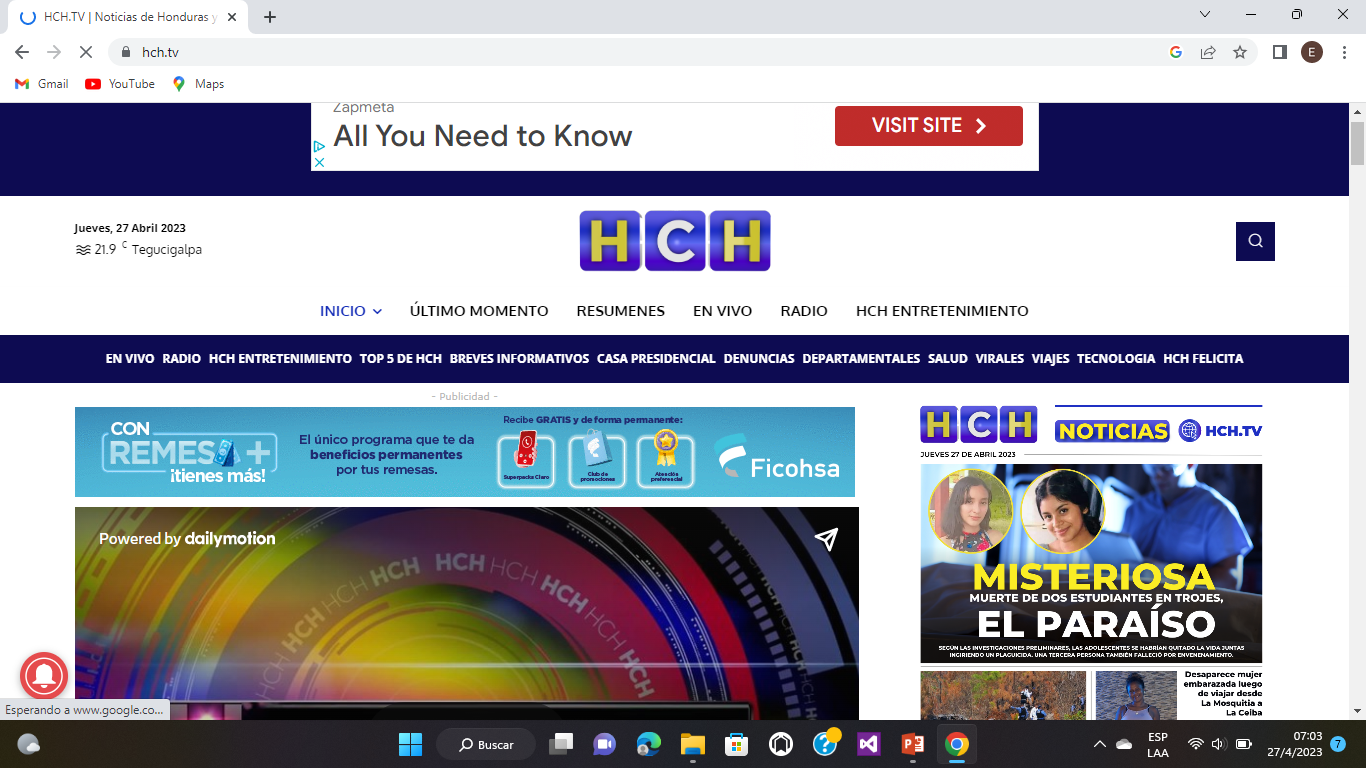 HCH.TV | Noticias de Honduras y
hch.tv
E
Gmail
YouTube
Maps
Zapmeta
All You Need to Know
VISIT SITE
Jueves, 27 Abril 2023
21.9 C Tegucigalpa
HCH
INICIO
ÚLTIMO MOMENTO
RESUMENES
EN VIVO
RADIO
HCH ENTRETENIMIENTO
EN VIVO RADIO HCH ENTRETENIMIENTO TOP 5 DE HCH BREVES INFORMATIVOS CASA PRESIDENCIAL DENUNCIAS DEPARTAMENTALES SALUD VIRALES VIAJES TECNOLOGIA HCH FELICITA
- Publicidad -
CON
REMESA+
¡tienes más!
El único programa que te da
beneficios permanentes
por tus remesas.
Recibe GRATIS y de forma permanente:
Superpacks Claro
Club de
promociones
Atención
preferencial
Ficohsa
Powered by dailymotion
HCH HCH HCH HCH HCH HCH HCH HCH
HCH NOTICIAS HCH.TV
JUEVES 27 DE ABRIL 2023
MISTERIOSA
MUERTE DE DOS ESTUDIANTES EN TROJES,
EL PARAÍSO
SEGÚN LAS INVESTIGACIONES PRELIMINARES, LAS ADOLESCENTES SE HABRÍAN QUITADO LA VIDA JUNTAS
INGIRIENDO UN PLAGUICIDA. UNA TERCERA PERSONA TAMBIÉN FALLECIÓ POR ENVENENAMIENTO.
Desaparece mujer
embarazada luego
de viajar desde
La Mosquitia a
La Ceiba
Esperando a www.google.co...
Buscar
ESP
LAA
07:03
27/4/2023
7